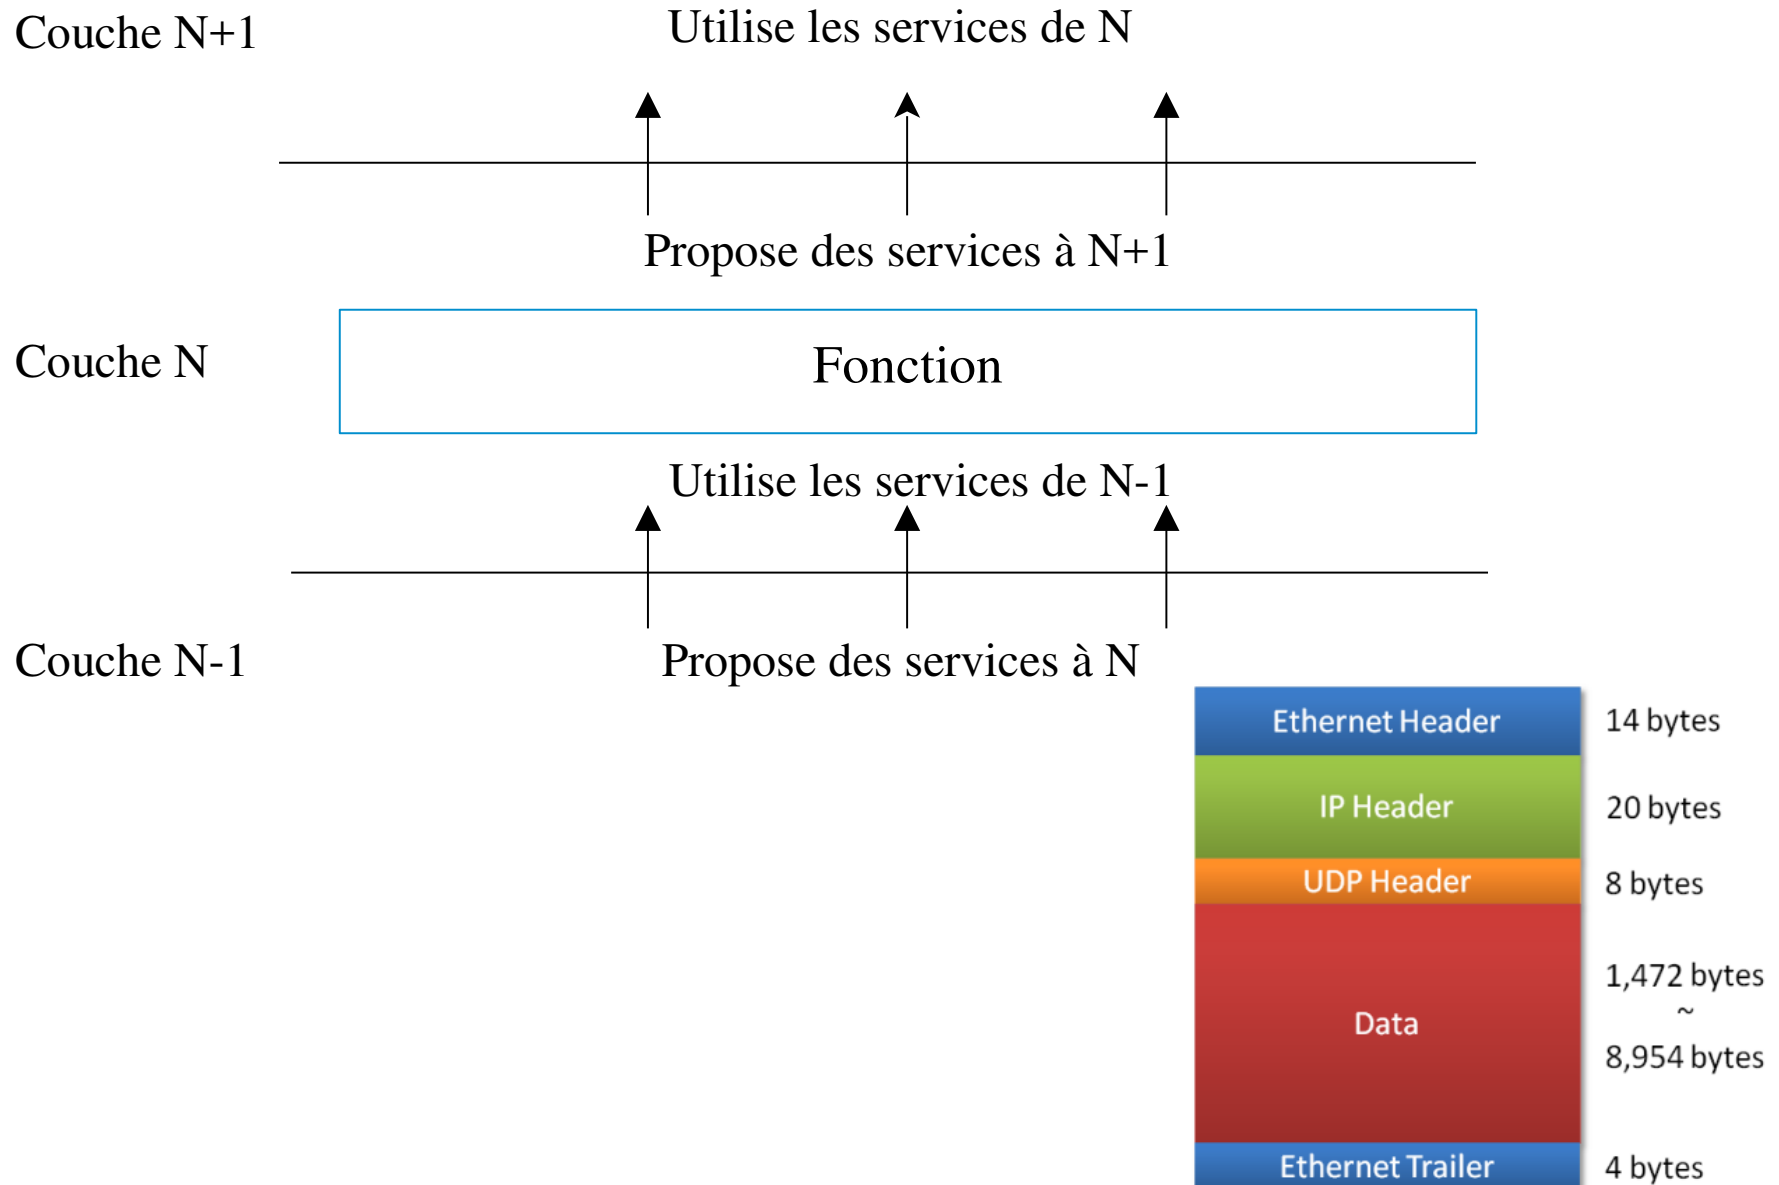 Couche N+1
Utilise les services de N
Propose des services à N+1
Couche N
Fonction
Utilise les services de N-1
Couche N-1
Propose des services à N
Ethernet Header
14 bytes
IP Header
20 bytes
UDP Header
8 bytes
Data
1,472 bytes
~
8,954 bytes
Ethernet Trailer
4 bytes